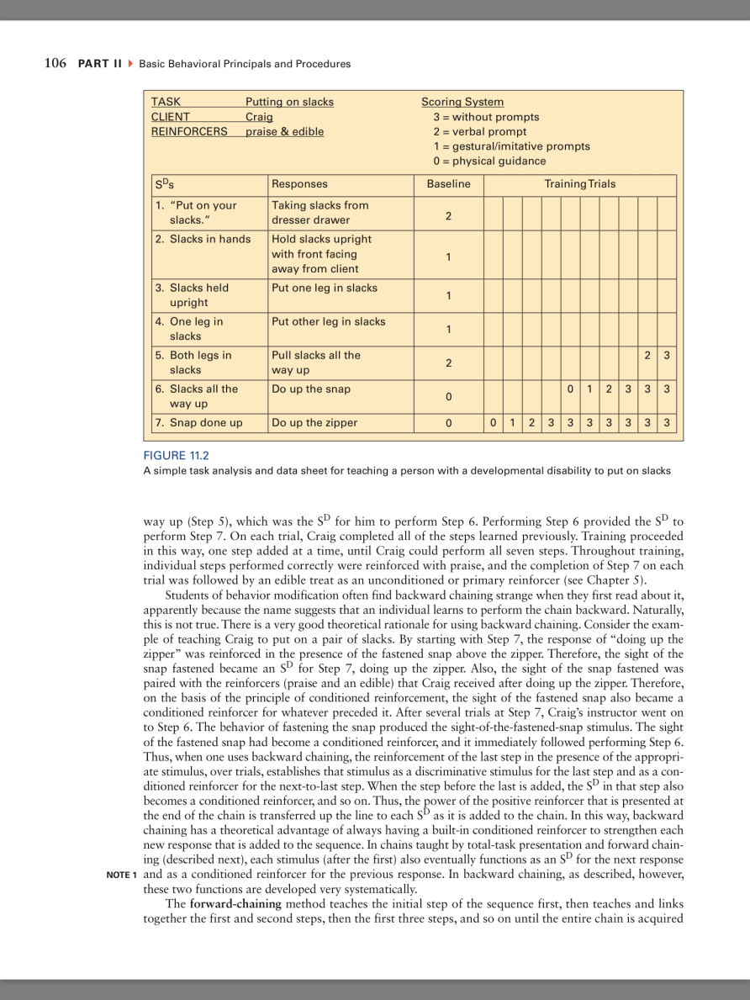 106 PART II ▸ Basic Behavioral Principals and Procedures
TASK Putting on slacks
CLIENT Craig
REINFORCERS praise & edible
Scoring System
3 = without prompts
2 = verbal prompt
1 = gestural/imitative prompts
0 = physical guidance
SDs Responses Baseline Training Trials
1. “Put on your slacks.” Taking slacks from dresser drawer 2
2. Slacks in hands Hold slacks upright with front facing away from client 1
3. Slacks held upright Put one leg in slacks 1
4. One leg in slacks Put other leg in slacks 1
5. Both legs in slacks Pull slacks all the way up 2 2 3
6. Slacks all the way up Do up the snap 0 0 1 2 3 3 3
7. Snap done up Do up the zipper 0 0 1 2 3 3 3 3 3 3 3
FIGURE 11.2
A simple task analysis and data sheet for teaching a person with a developmental disability to put on slacks
way up (Step 5), which was the SD for him to perform Step 6. Performing Step 6 provided the SD to
perform Step 7. On each trial, Craig completed all of the steps learned previously. Training proceeded
in this way, one step added at a time, until Craig could perform all seven steps. Throughout training,
individual steps performed correctly were reinforced with praise, and the completion of Step 7 on each
trial was followed by an edible treat as an unconditioned or primary reinforcer (see Chapter 5).
Students of behavior modification often find backward chaining strange when they first read about it,
apparently because the name suggests that an individual learns to perform the chain backward. Naturally,
this is not true. There is a very good theoretical rationale for using backward chaining. Consider the exam-
ple of teaching Craig to put on a pair of slacks. By starting with Step 7, the response of “doing up the
zipper” was reinforced in the presence of the fastened snap above the zipper. Therefore, the sight of the
snap fastened became an SD for Step 7, doing up the zipper. Also, the sight of the snap fastened was
paired with the reinforcers (praise and an edible) that Craig received after doing up the zipper. Therefore,
on the basis of the principle of conditioned reinforcement, the sight of the fastened snap also became a
conditioned reinforcer for whatever preceded it. After several trials at Step 7, Craig’s instructor went on
to Step 6. The behavior of fastening the snap produced the sight-of-the-fastened-snap stimulus. The sight
of the fastened snap had become a conditioned reinforcer, and it immediately followed performing Step 6.
Thus, when one uses backward chaining, the reinforcement of the last step in the presence of the appropri-
ate stimulus, over trials, establishes that stimulus as a discriminative stimulus for the last step and as a con-
ditioned reinforcer for the next-to-last step. When the step before the last is added, the SD in that step also
becomes a conditioned reinforcer, and so on. Thus, the power of the positive reinforcer that is presented at
the end of the chain is transferred up the line to each SD as it is added to the chain. In this way, backward
chaining has a theoretical advantage of always having a built-in conditioned reinforcer to strengthen each
new response that is added to the sequence. In chains taught by total-task presentation and forward chain-
ing (described next), each stimulus (after the first) also eventually functions as an SD for the next response
NOTE 1 and as a conditioned reinforcer for the previous response. In backward chaining, as described, however,
these two functions are developed very systematically.
The forward-chaining method teaches the initial step of the sequence first, then teaches and links
together the first and second steps, then the first three steps, and so on until the entire chain is acquired